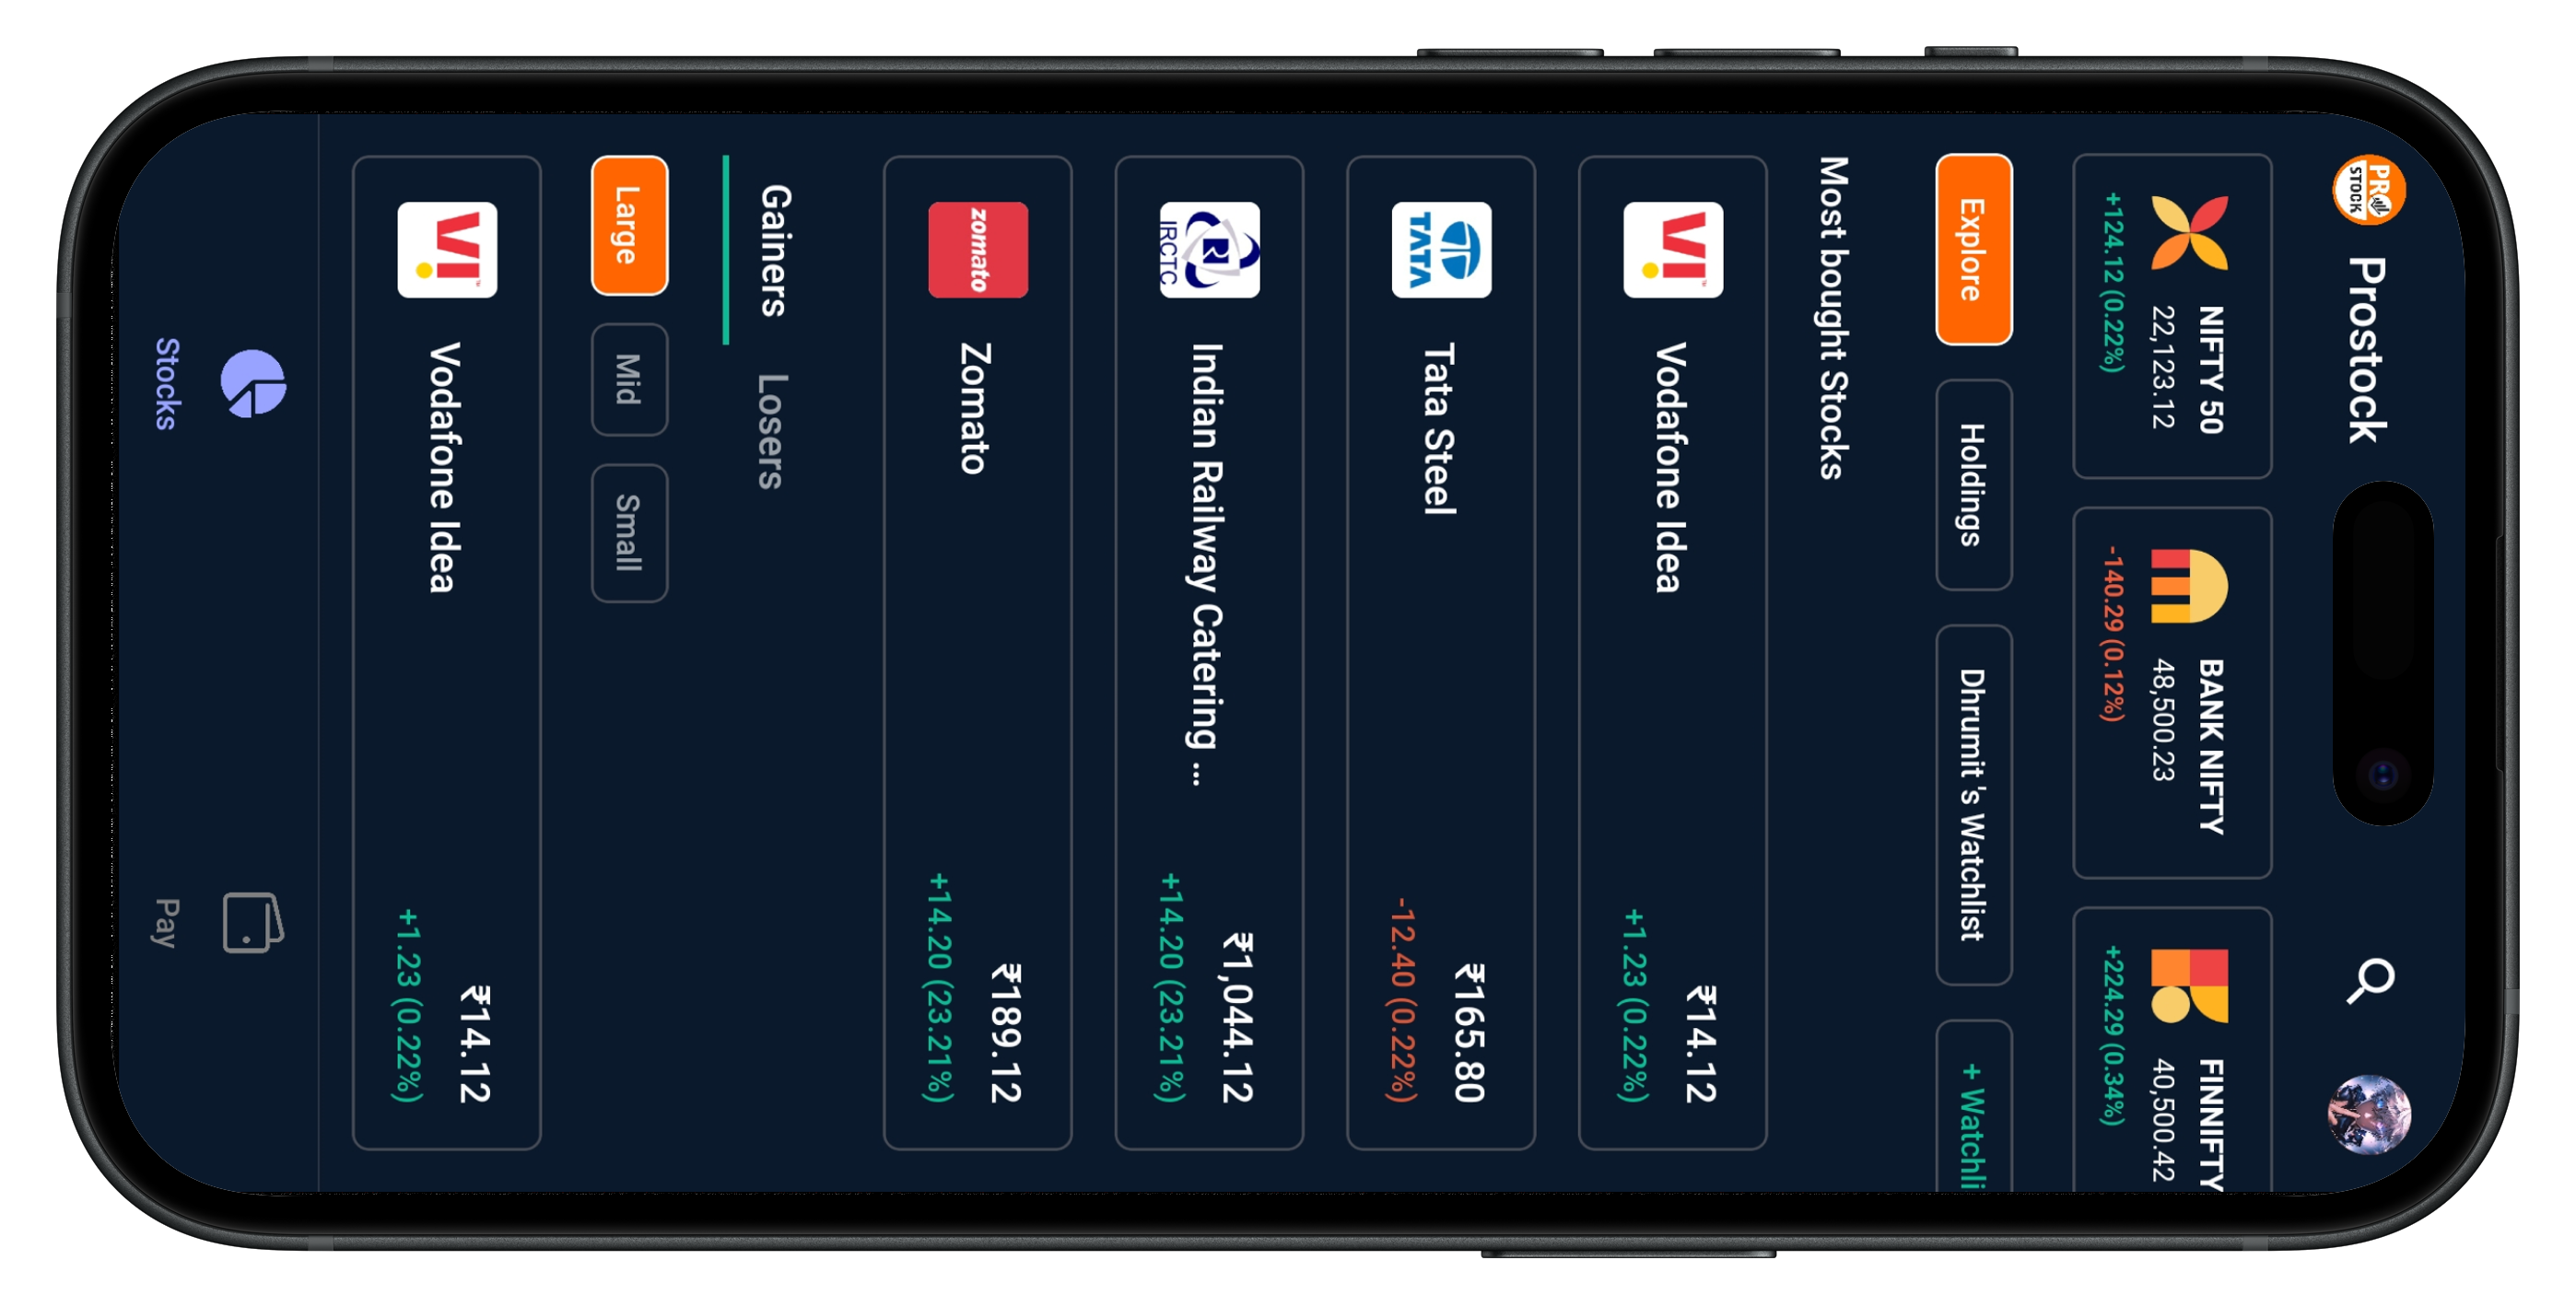 PRO
STOCK
Prostock
NIFTY 50
22,123.12
+124.12 (0.22%)
BANK NIFTY
48,500.23
-140.29 (0.12%)
FINNIFTY
40,500.42
+224.29 (0.34%)
Explore
Holdings
Dhrumit 's Watchlist
+ Watchli
Most bought Stocks
VI™
Vodafone Idea
₹14.12
+1.23 (0.22%)
TATA
Tata Steel
₹165.80
-12.40 (0.22%)
IRCTC
Indian Railway Catering ...
₹1,044.12
+14.20 (23.21%)
zomato
Zomato
₹189.12
+14.20 (23.21%)
Gainers
Losers
Large
Mid
Small
VI™
Vodafone Idea
₹14.12
+1.23 (0.22%)
Stocks
Pay